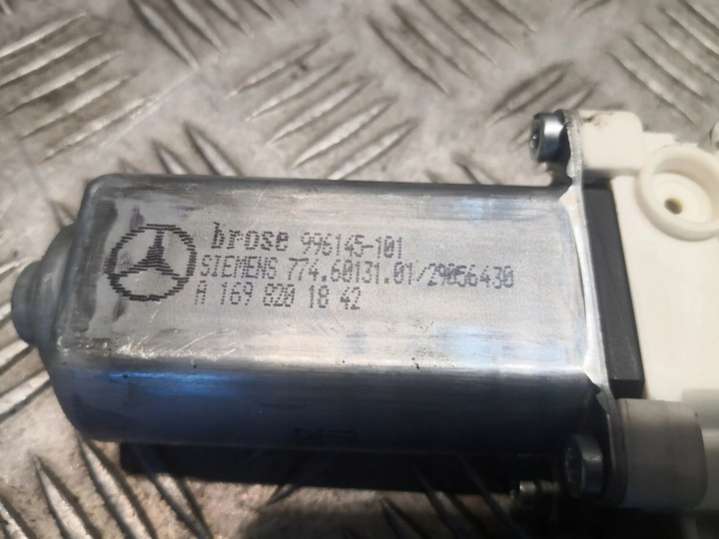 brose 996145-101
SIEMENS 774.60131.01/29056430
A 169 820 18 42